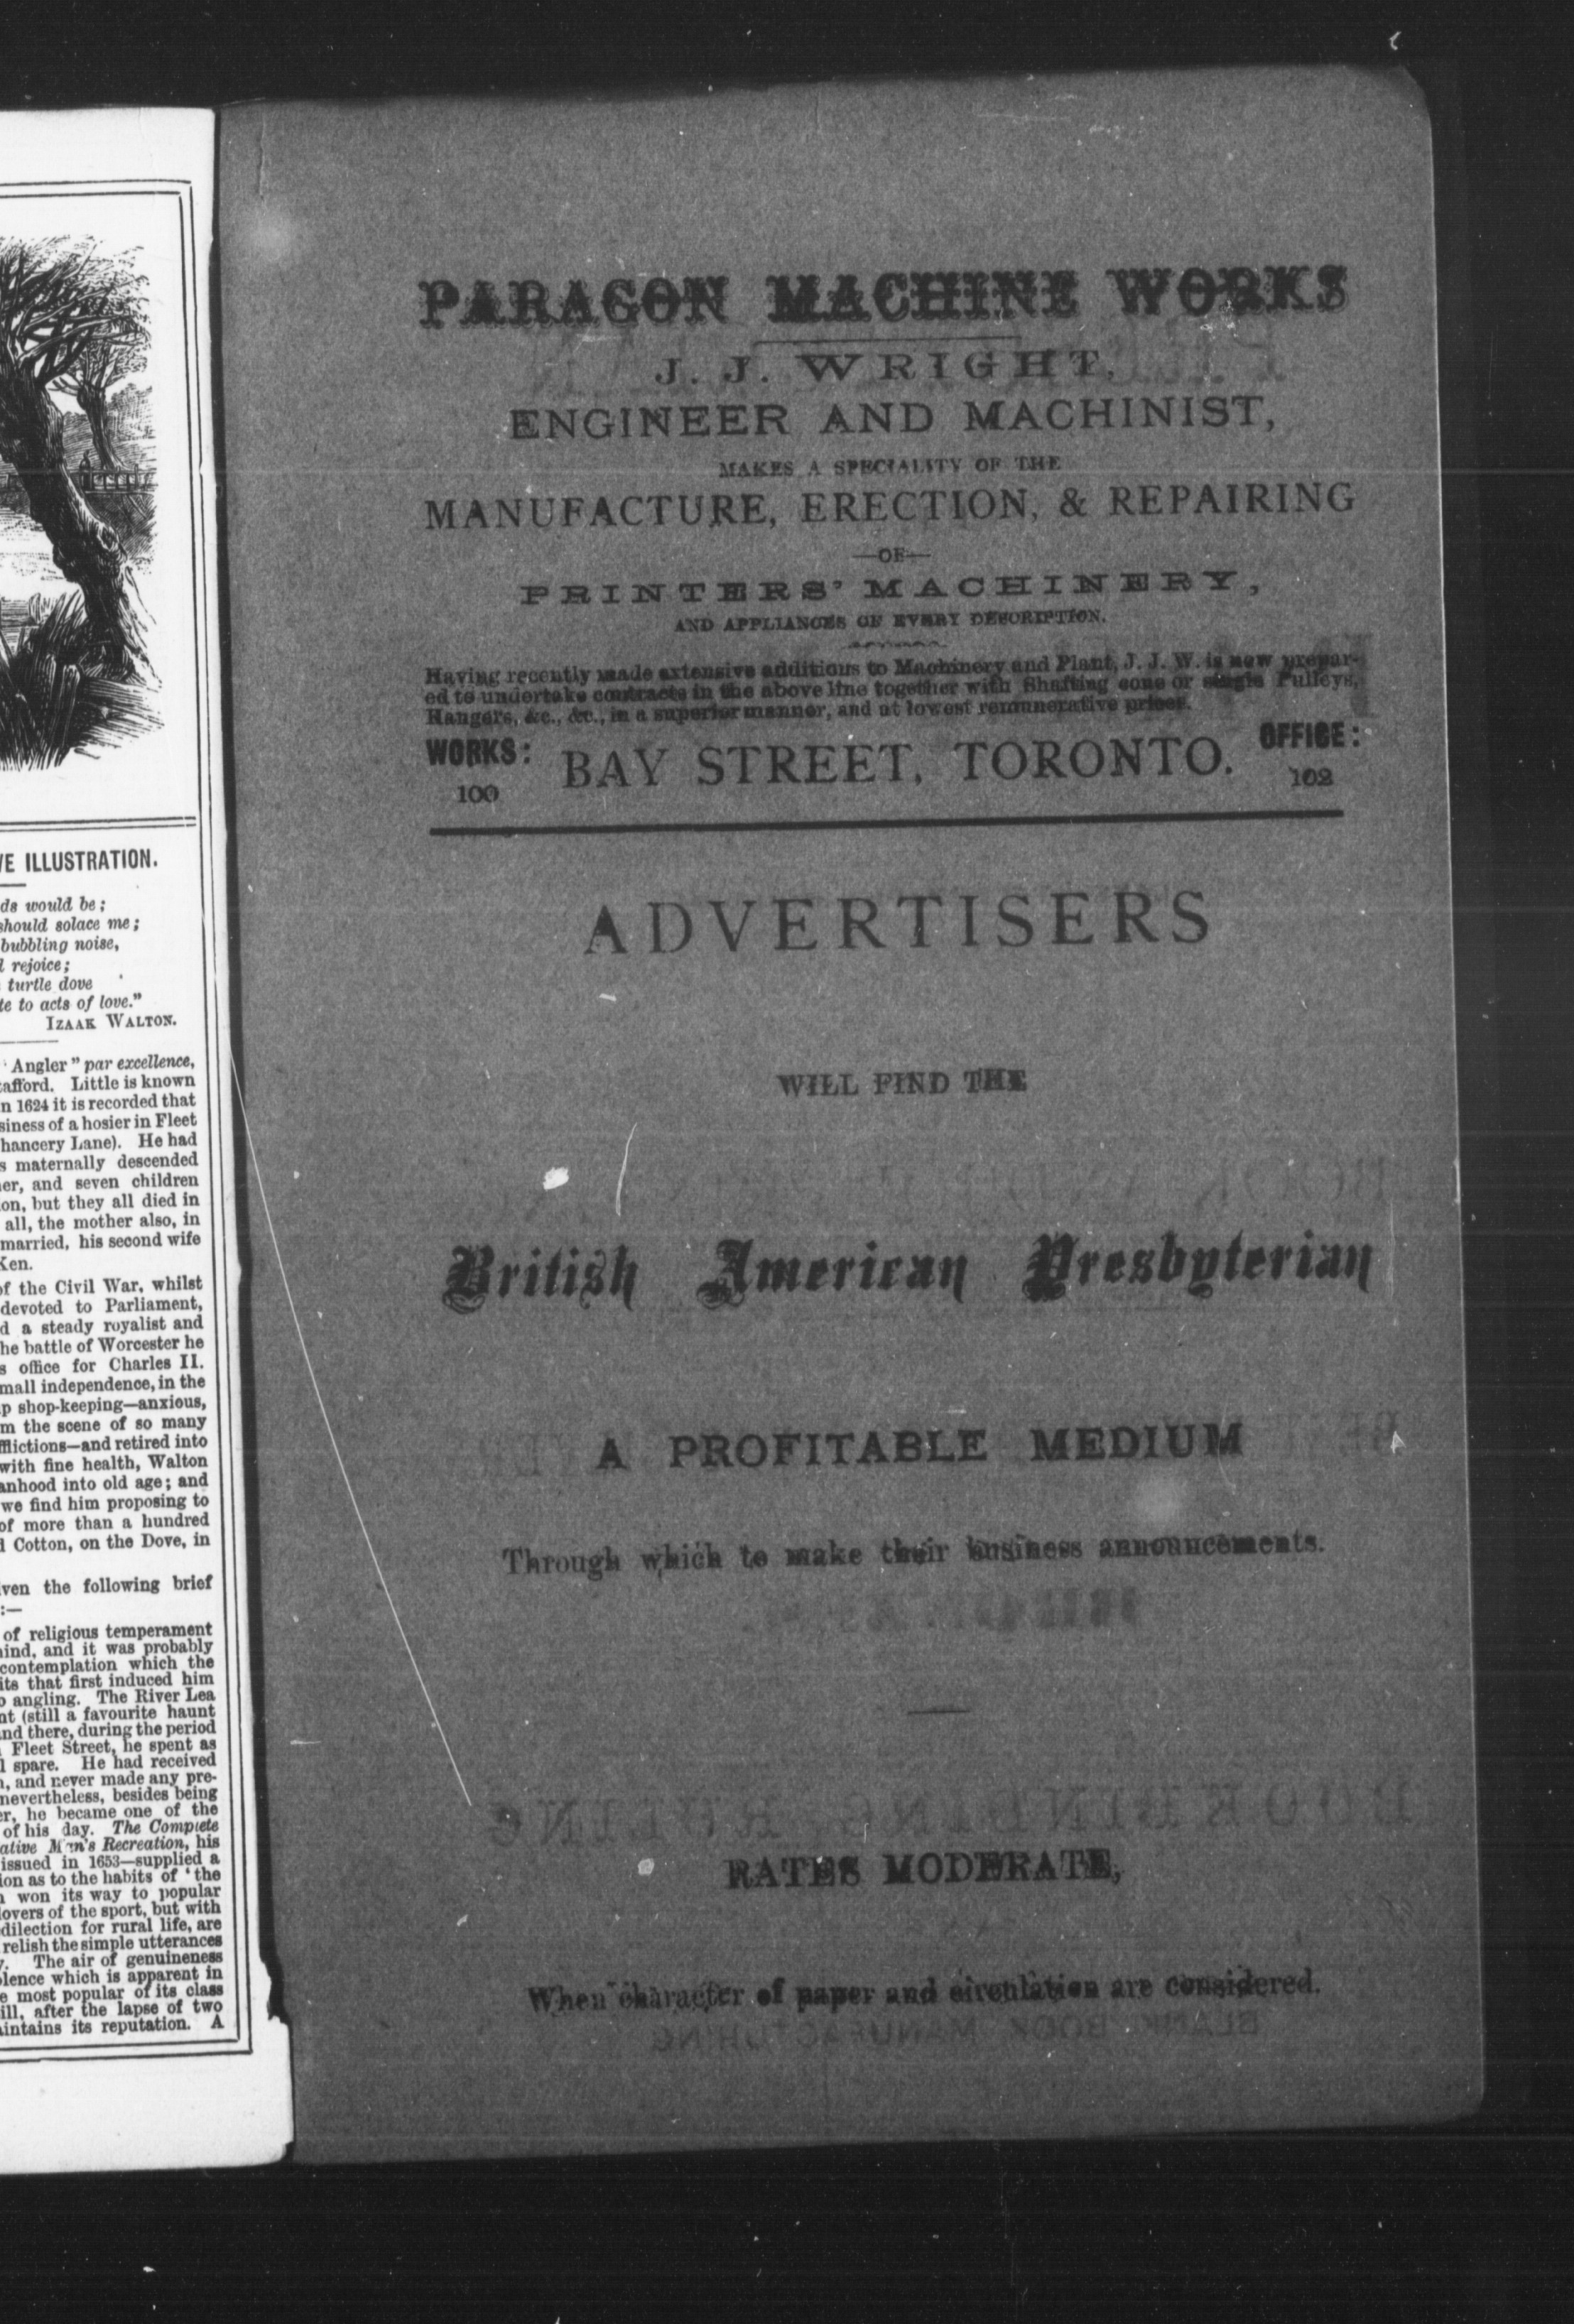 VE ILLUSTRATION.
ds would be;
should solace me;
bubbling noise,
l rejoice;
turtle dove
te to acts of love."
IZAAK WALTON.
Angler" par excellence,
tafford. Little is known
n 1624 it is recorded that
siness of a hosier in Fleet
hancery Lane). He had
s maternally descended
er, and seven children
on, but they all died in
all, the mother also, in
married, his second wife
Ken.
of the Civil War, whilst
devoted to Parliament,
d a steady royalist and
he battle of Worcester he
s office for Charles II.
mall independence, in the
p shop-keeping—anxious,
m the scene of so many
fflictions—and retired into
with fine health, Walton
anhood into old age; and
we find him proposing to
of more than a hundred
d Cotton, on the Dove, in
iven the following brief
:—
of religious temperament
ind, and it was probably
contemplation which the
its that first induced him
o angling. The River Lea
nt (still a favourite haunt
nd there, during the period
Fleet Street, he spent as
l spare. He had received
n, and never made any pre-
nevertheless, besides being
er, he became one of the
of his day. The Complete
ative Man's Recreation, his
issued in 1653—supplied a
ion as to the habits of 'the
n won its way to popular
lovers of the sport, but with
dilection for rural life, are
relish the simple utterances
y. The air of genuineness
olence which is apparent in
e most popular of its class
ill, after the lapse of two
aintains its reputation. A
PARAGON MACHINE WORKS
J. J. WRIGHT,
ENGINEER AND MACHINIST,
MAKES A SPECIALITY OF THE
MANUFACTURE, ERECTION, & REPAIRING
—OF—
PRINTERS' MACHINERY,
AND APPLIANCES OF EVERY DESCRIPTION.
Having recently made extensive additions to Machinery and Plant, J. J. W. is now prepar-
ed to undertake contracts in the above line together with Shafting cone or single Pulleys,
Hangers, &c., &c., in a superior manner, and at lowest remunerative prices.
WORKS: BAY STREET, TORONTO. OFFICE:
100 102
ADVERTISERS
WILL FIND THE
British American Presbyterian
A PROFITABLE MEDIUM
Through which to make their business announcements.
RATES MODERATE,
When character of paper and circulation are considered.